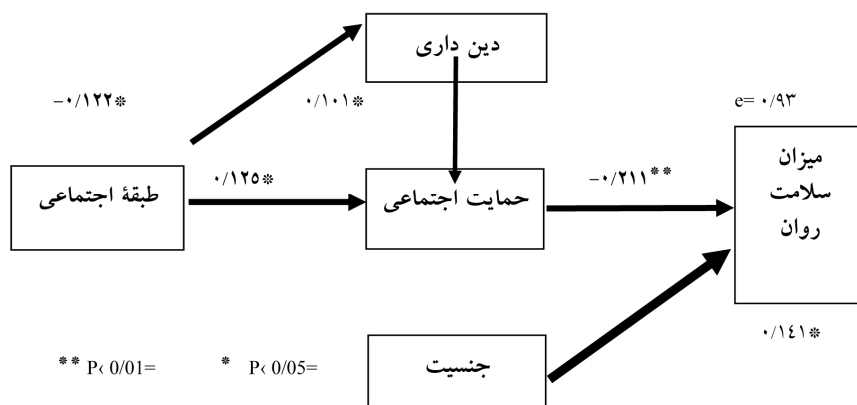 دین داری
−۰/۱۲۲*
۰/۱۰۱*
e= ۰/۹۳
طبقۀ اجتماعی
۰/۱۲۵*
حمایت اجتماعی
−۰/۲۱۱**
میزان
سلامت
روان
۰/۱۴۱*
** P‹ 0/01=
* P‹ 0/05=
جنسیت